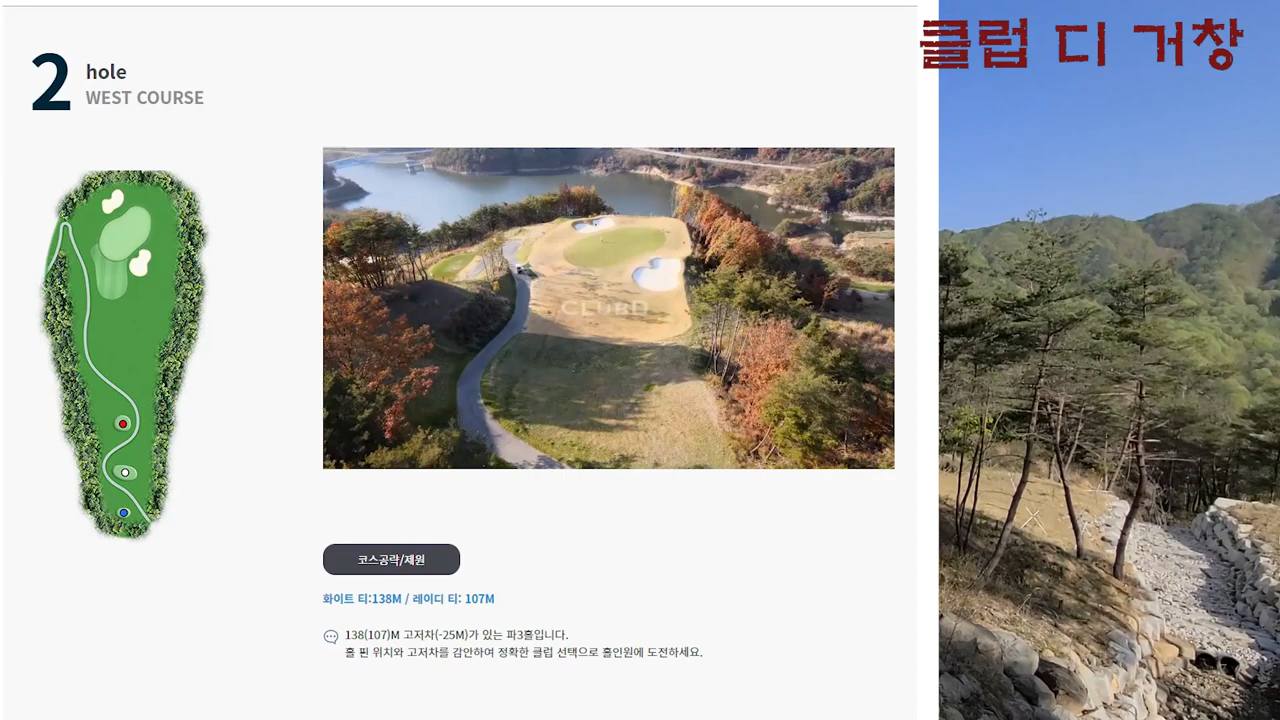 클럽 디 거창
2
hole
WEST COURSE
CLUBD
코스공략/제원
화이트 티:138M / 레이디 티: 107M
138(107)M 고저차(-25M)가 있는 파3홀입니다.
홀 핀 위치와 고저차를 감안하여 정확한 클럽 선택으로 홀인원에 도전하세요.